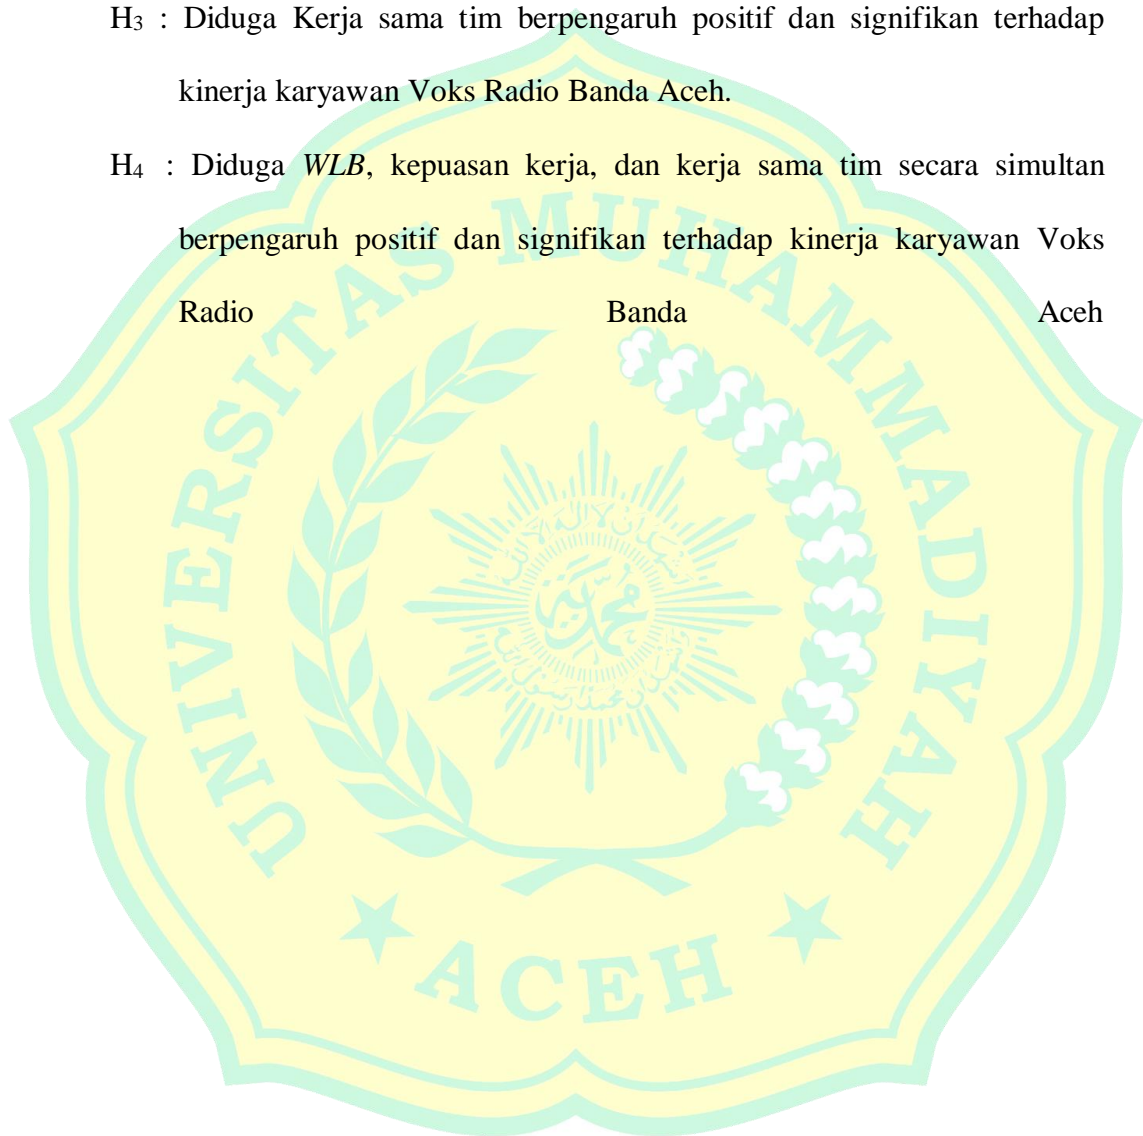 H₃ : Diduga Kerja sama tim berpengaruh positif dan signifikan terhadap
kinerja karyawan Voks Radio Banda Aceh.
H₄ : Diduga WLB, kepuasan kerja, dan kerja sama tim secara simultan
berpengaruh positif dan signifikan terhadap kinerja karyawan Voks
Radio Banda Aceh
UNIVERSITAS MUHAMMADIYAH
ACEH
محمدية